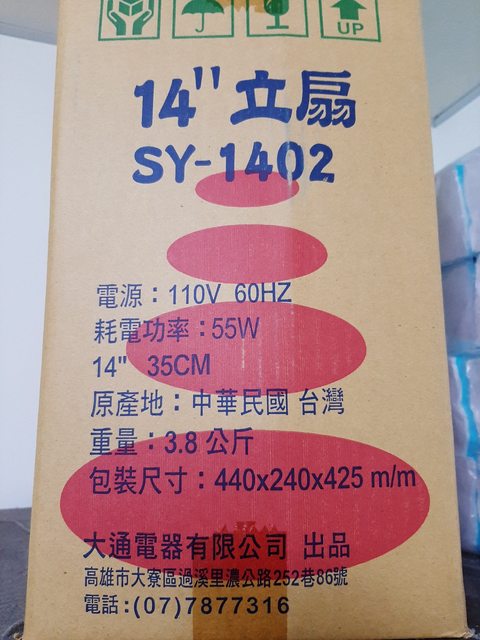 UP
14" 立扇
SY-1402
電源：110V 60HZ
耗電功率：55W
14" 35CM
原產地：中華民國 台灣
重量：3.8 公斤
包裝尺寸：440x240x425 m/m
大通電器有限公司 出品
高雄市大寮區過溪里濃公路252巷86號
電話:(07)7877316